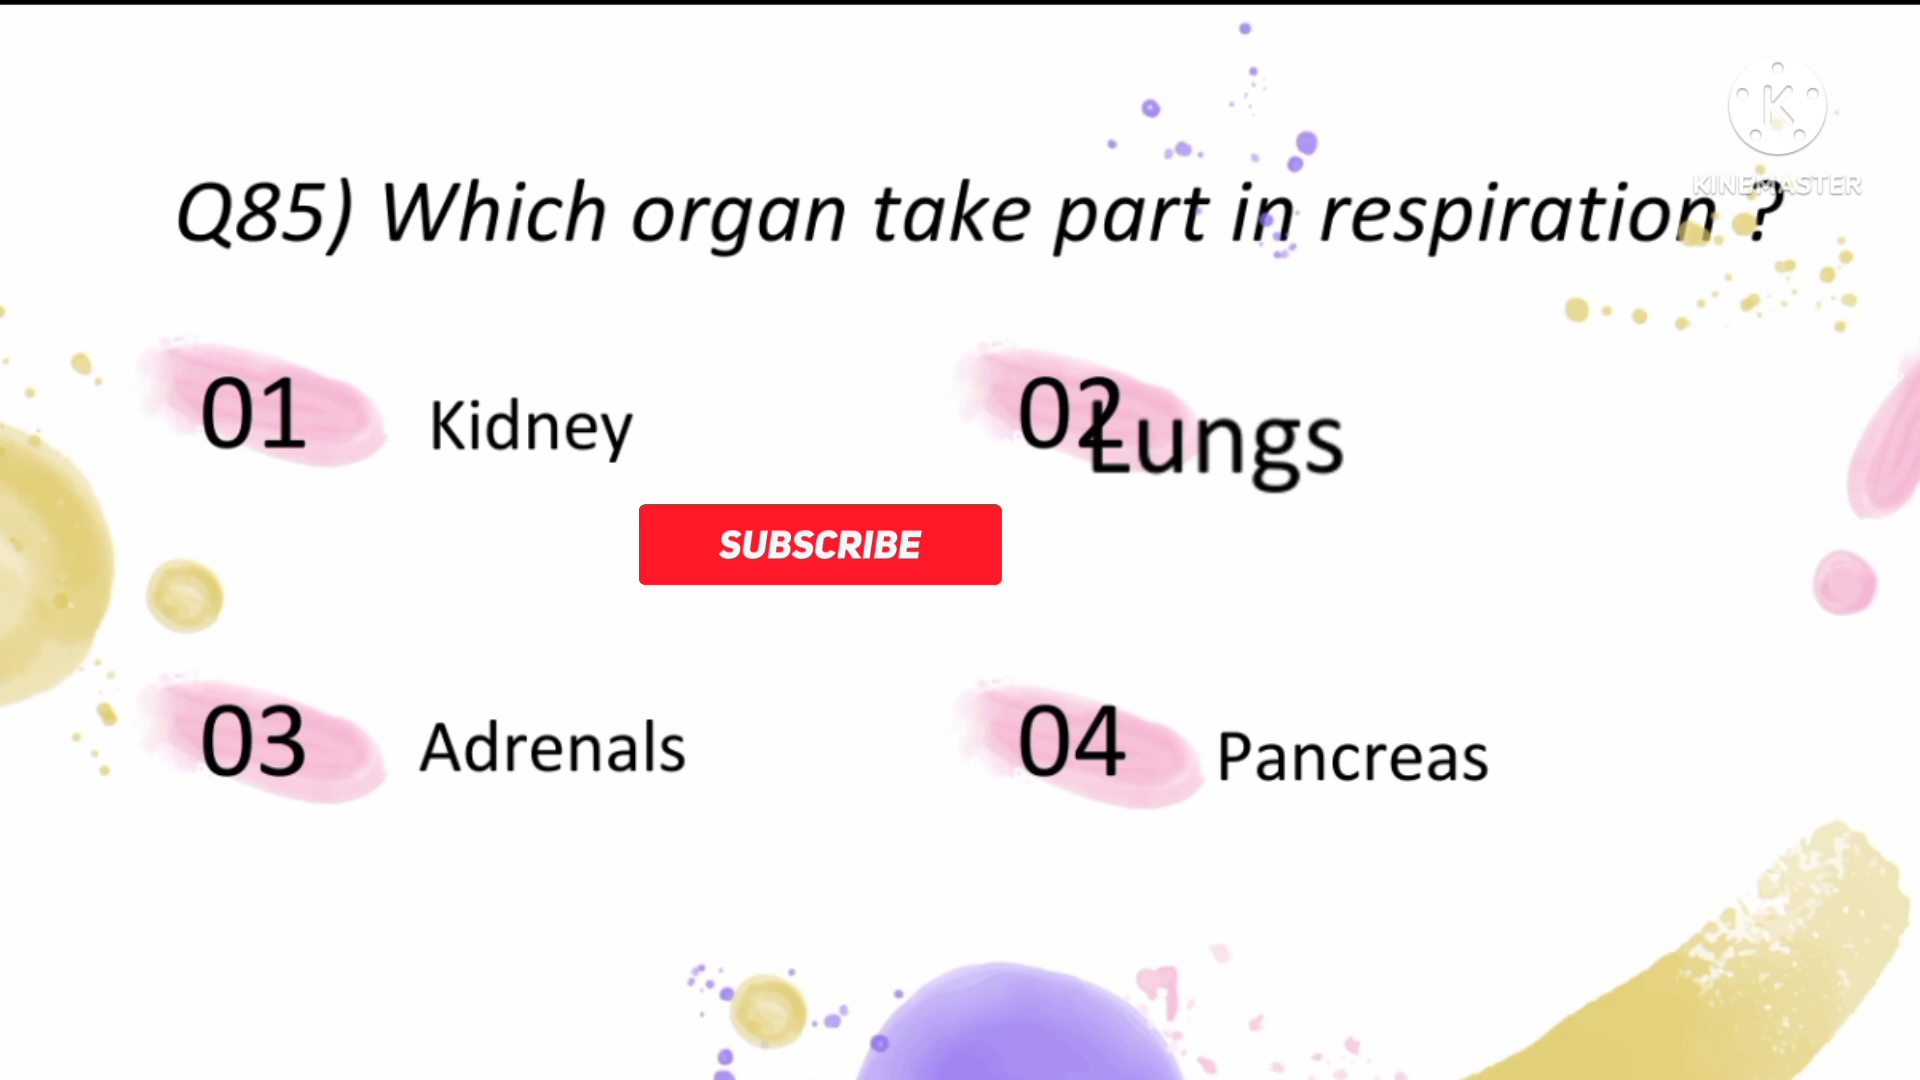 KINEMASTER
Q85) Which organ take part in respiration ?
01 Kidney
02 Lungs
SUBSCRIBE
03 Adrenals
04 Pancreas